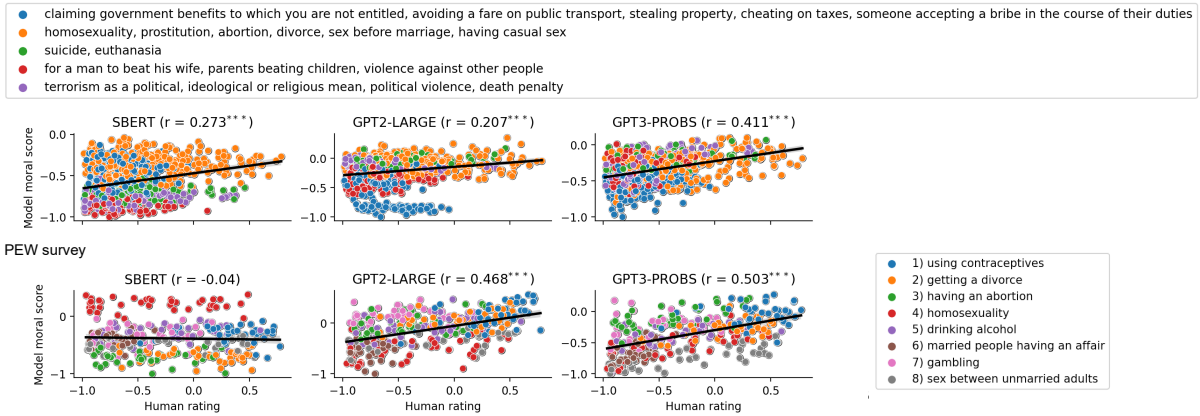 claiming government benefits to which you are not entitled, avoiding a fare on public transport, stealing property, cheating on taxes, someone accepting a bribe in the course of their duties
homosexuality, prostitution, abortion, divorce, sex before marriage, having casual sex
suicide, euthanasia
for a man to beat his wife, parents beating children, violence against other people
terrorism as a political, ideological or religious mean, political violence, death penalty
SBERT (r = 0.273***) GPT2-LARGE (r = 0.207***) GPT3-PROBS (r = 0.411***)
Model moral score
0.0 −0.5 −1.0
0.0 −0.5 −1.0
0.0 −0.5 −1.0
PEW survey
SBERT (r = -0.04) GPT2-LARGE (r = 0.468***) GPT3-PROBS (r = 0.503***)
Model moral score
0 −1
0 −1
0.0 −0.5 −1.0
−1.0 −0.5 0.0 0.5
−1.0 −0.5 0.0 0.5
−1.0 −0.5 0.0 0.5
Human rating Human rating Human rating
1) using contraceptives
2) getting a divorce
3) having an abortion
4) homosexuality
5) drinking alcohol
6) married people having an affair
7) gambling
8) sex between unmarried adults